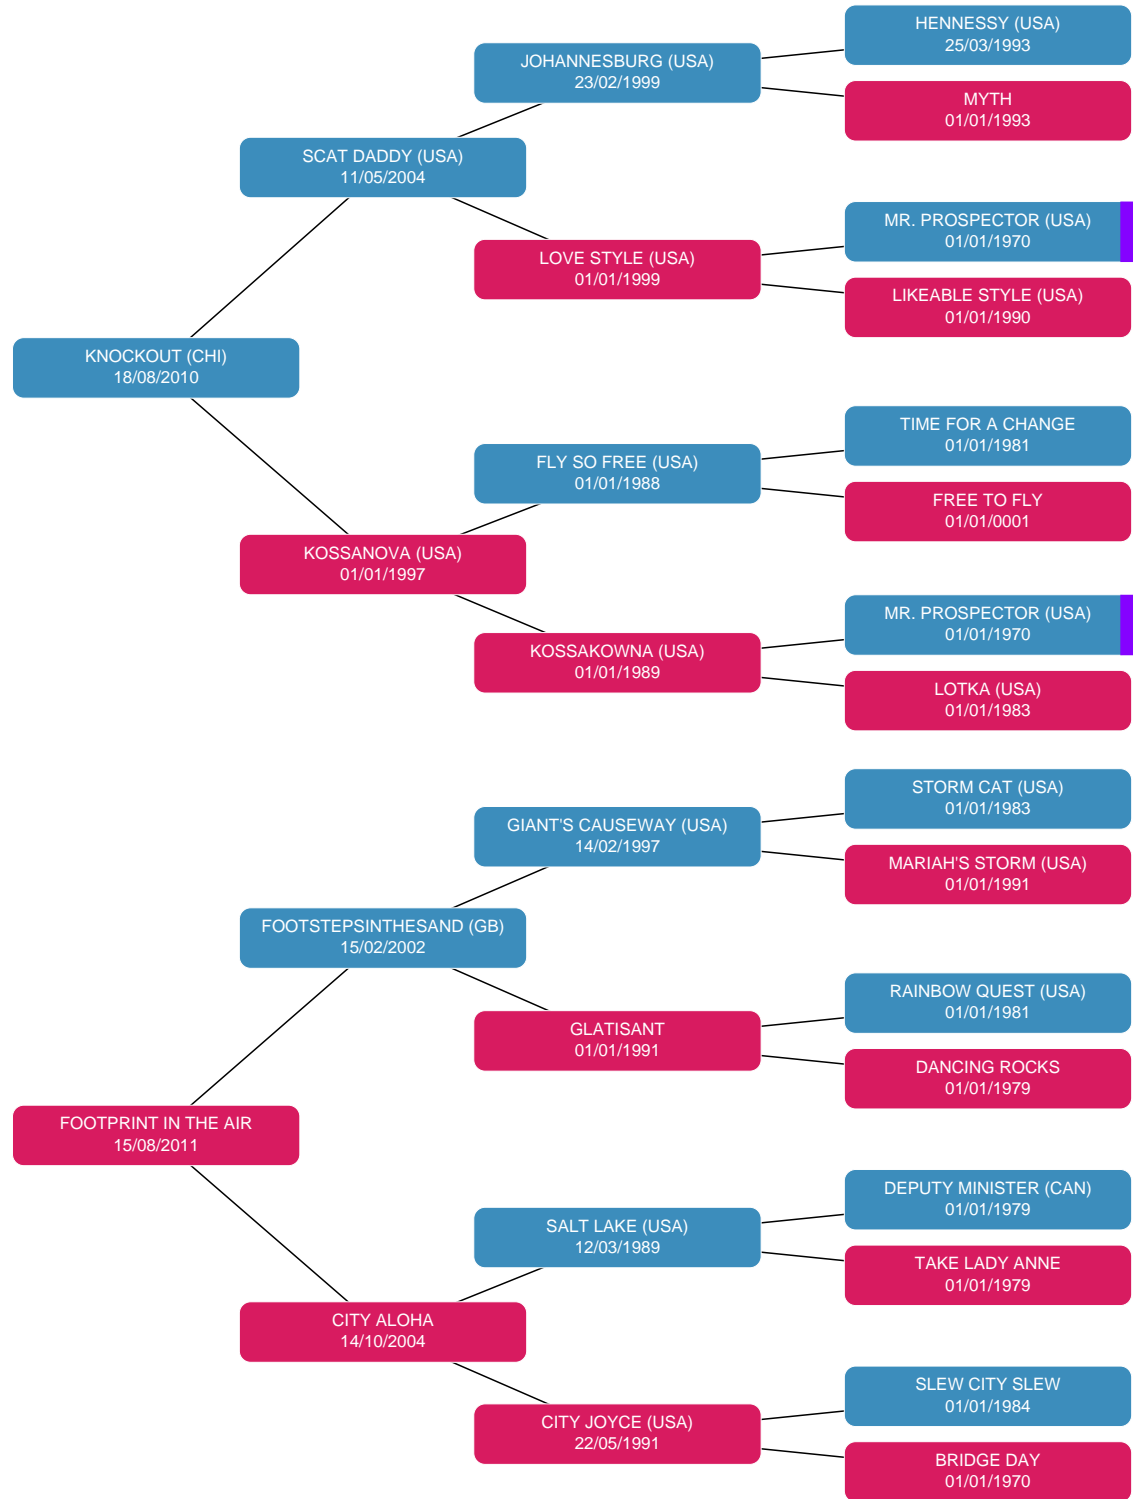 HENNESSY (USA)
25/03/1993
JOHANNESBURG (USA)
23/02/1999
MYTH
01/01/1993
SCAT DADDY (USA)
11/05/2004
MR. PROSPECTOR (USA)
01/01/1970
LOVE STYLE (USA)
01/01/1999
LIKEABLE STYLE (USA)
01/01/1990
KNOCKOUT (CHI)
18/08/2010
TIME FOR A CHANGE
01/01/1981
FLY SO FREE (USA)
01/01/1988
FREE TO FLY
01/01/0001
KOSSANOVA (USA)
01/01/1997
MR. PROSPECTOR (USA)
01/01/1970
KOSSAKOWNA (USA)
01/01/1989
LOTKA (USA)
01/01/1983
STORM CAT (USA)
01/01/1983
GIANT'S CAUSEWAY (USA)
14/02/1997
MARIAH'S STORM (USA)
01/01/1991
FOOTSTEPSINTHESAND (GB)
15/02/2002
RAINBOW QUEST (USA)
01/01/1981
GLATISANT
01/01/1991
DANCING ROCKS
01/01/1979
FOOTPRINT IN THE AIR
15/08/2011
DEPUTY MINISTER (CAN)
01/01/1979
SALT LAKE (USA)
12/03/1989
TAKE LADY ANNE
01/01/1979
CITY ALOHA
14/10/2004
SLEW CITY SLEW
01/01/1984
CITY JOYCE (USA)
22/05/1991
BRIDGE DAY
01/01/1970